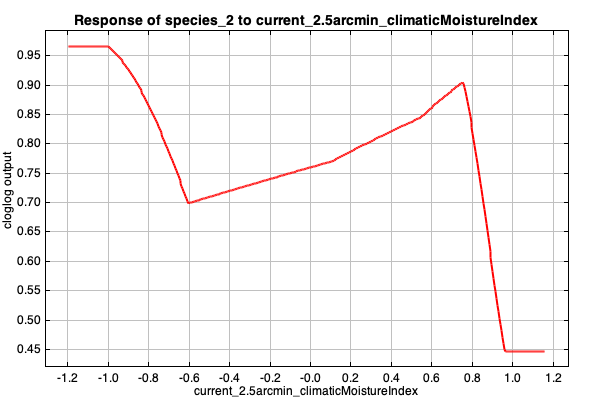 Response of species_2 to current_2.5arcmin_climaticMoistureIndex
cloglog output
0.95
0.90
0.85
0.80
0.75
0.70
0.65
0.60
0.55
0.50
0.45
-1.2 -1.0 -0.8 -0.6 -0.4 -0.2 -0.0 0.2 0.4 0.6 0.8 1.0 1.2
current_2.5arcmin_climaticMoistureIndex